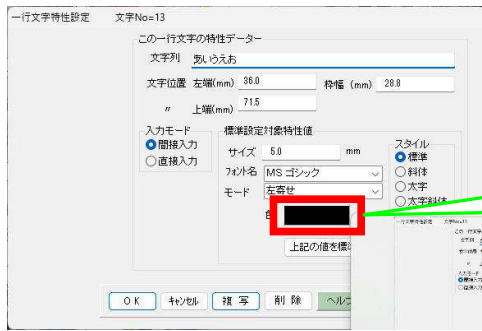 一行文字特性設定 文字No=13
この一行文字の特性データー
文字列 あいうえお
文字位置 左端(mm) 36.0 枠幅 (mm) 28.8
〃 上端(mm) 71.5
入力モード
間接入力
直接入力
標準設定対象特性値
サイズ 5.0 mm
フォント名 MS ゴシック
モード 左寄せ
スタイル
標準
斜体
太字
太字斜体
上記の値を標
OK キャンセル 複写 削除 ヘルプ